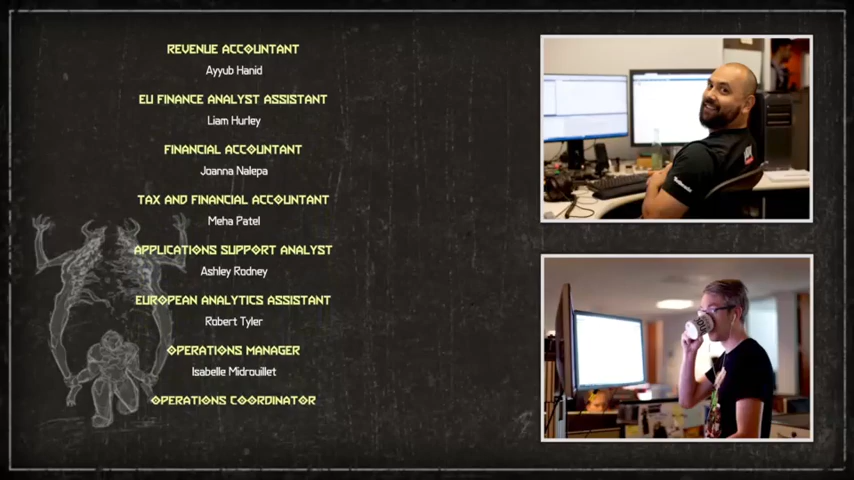 REVENUE ACCOUNTANT
Ayyub Hanid
EU FINANCE ANALYST ASSISTANT
Liam Hurley
FINANCIAL ACCOUNTANT
Joanna Nalepa
TAX AND FINANCIAL ACCOUNTANT
Meha Patel
APPLICATIONS SUPPORT ANALYST
Ashley Rodney
EUROPEAN ANALYTICS ASSISTANT
Robert Tyler
OPERATIONS MANAGER
Isabelle Midrouillet
OPERATIONS COORDINATOR